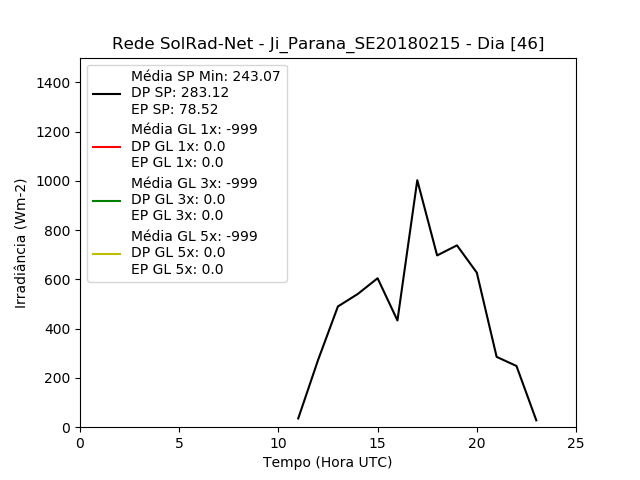 Rede SolRad-Net - Ji_Parana_SE20180215 - Dia [46]
Média SP Min: 243.07
DP SP: 283.12
EP SP: 78.52
Média GL 1x: -999
DP GL 1x: 0.0
EP GL 1x: 0.0
Média GL 3x: -999
DP GL 3x: 0.0
EP GL 3x: 0.0
Média GL 5x: -999
DP GL 5x: 0.0
EP GL 5x: 0.0
Irradiância (Wm-2)
1400
1200
1000
800
600
400
200
0
0 5 10 15 20 25
Tempo (Hora UTC)